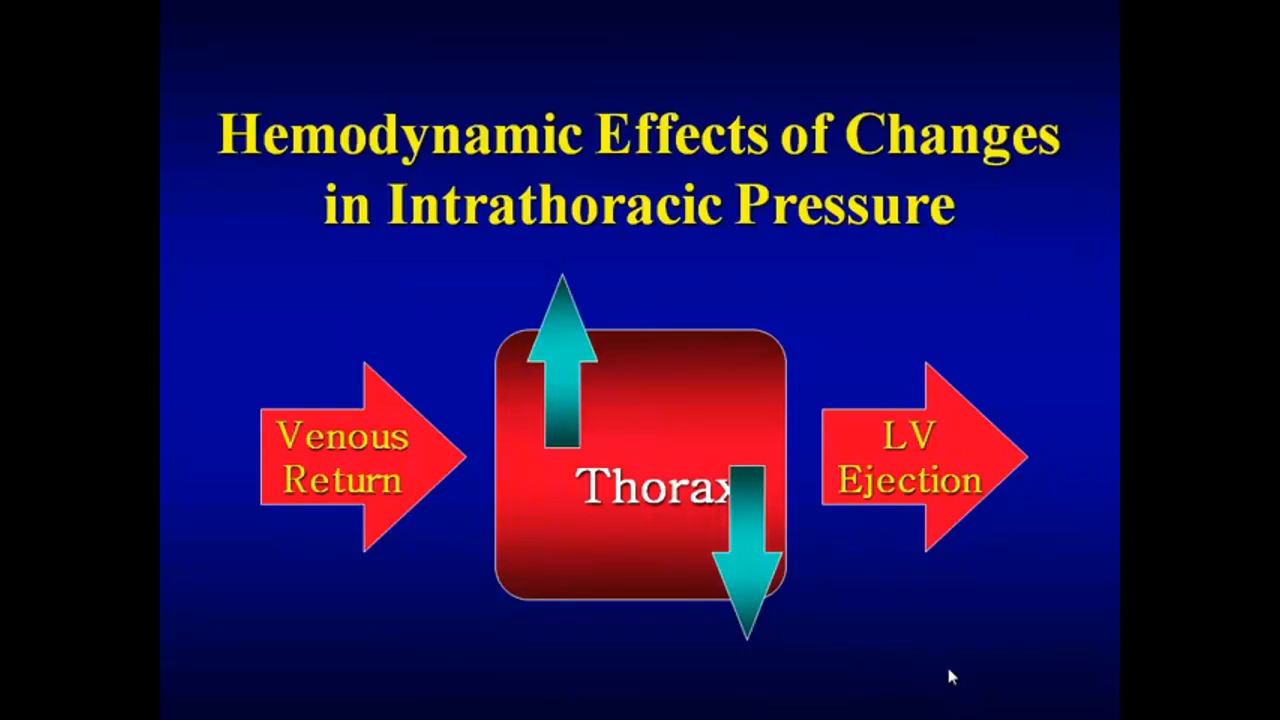 Hemodynamic Effects of Changes
in Intrathoracic Pressure
Venous
Return
Thorax
LV
Ejection